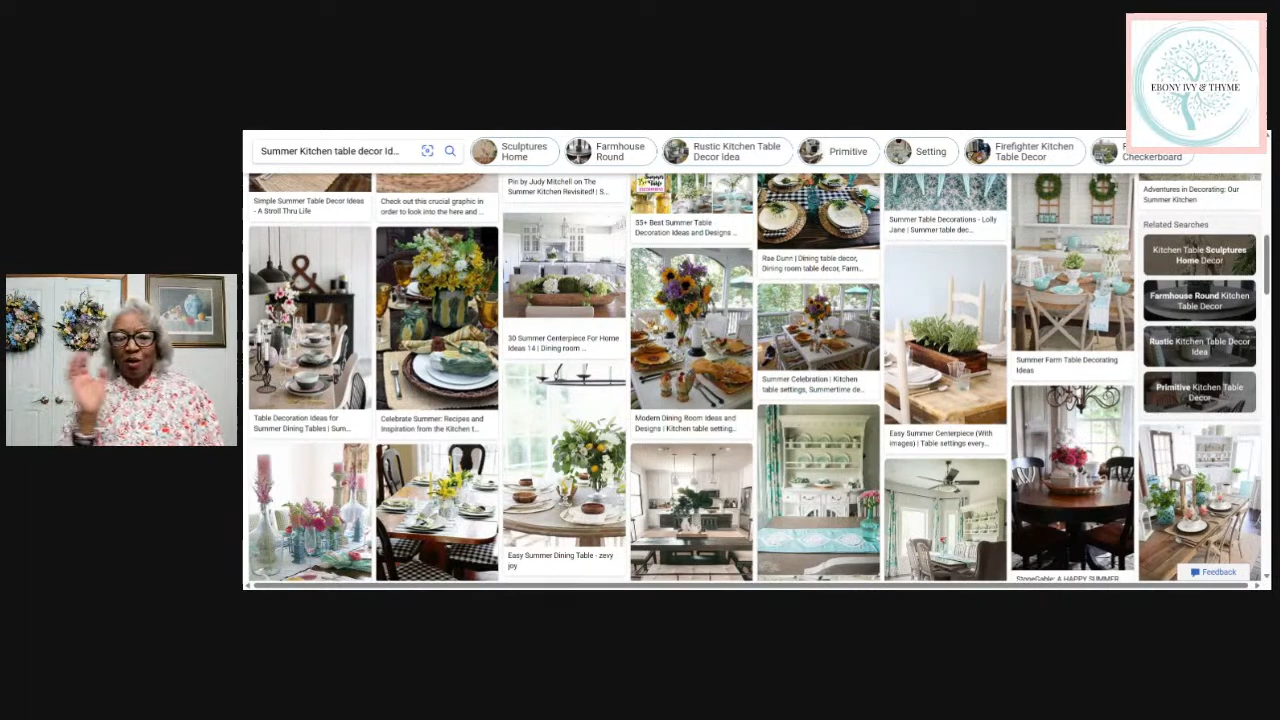 EBONY IVY & THYME
Summer Kitchen table decor Id...
Sculptures
Home
Farmhouse
Round
Rustic Kitchen Table
Decor Idea
Primitive
Setting
Firefighter Kitchen
Table Decor
Checkerboard
Simple Summer Table Decor Ideas
- A Stroll Thru Life
Check out this crucial graphic in
order to look into the here and ...
Pin by Judy Mitchell on The
Summer Kitchen Revisited! | S...
35+ Best Summer Table
Decoration Ideas and Designs ...
Rae Dunn | Dining table decor,
Dining room table decor, Farm...
Summer Table Decorations - Lolly
Jane | Summer table dec...
Adventures in Decorating: Our
Summer Kitchen
Related Searches
Kitchen Table Sculptures
Home Decor
Farmhouse Round Kitchen
Table Decor
Rustic Kitchen Table Decor
Idea
Primitive Kitchen Table
Decor
&
Table Decoration Ideas for
Summer Dining Tables | Sum...
Celebrate Summer: Recipes and
Inspiration from the Kitchen t...
30 Summer Centerpiece For Home
Ideas 14 | Dining room ...
Modern Dining Room Ideas and
Designs | Kitchen table setting...
Summer Celebration | Kitchen
table settings, Summertime de...
Easy Summer Centerpiece (With
images) | Table settings every...
Summer Farm Table Decorating
Ideas
Easy Summer Dining Table - zevy
joy
StoneGable: A HAPPY SUMMER
Feedback